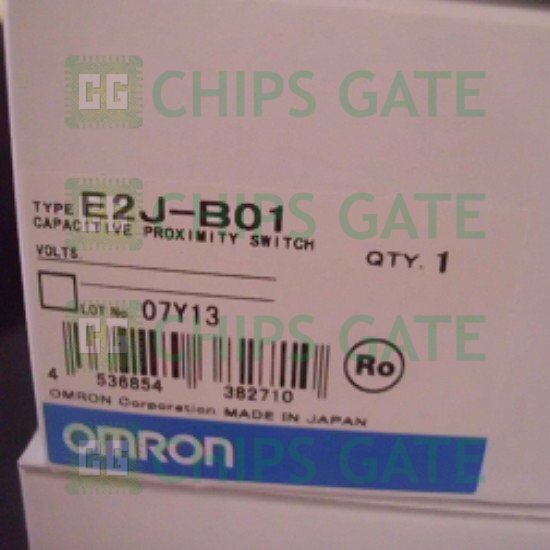 CG CHIPS GATE
TYPE E2J-B01
CAPACITIVE PROXIMITY SWITCH
CG CHIPS GATE
VOLTS.
QTY. 1
LOT No. 07Y13
CG CHIPS GATE
Ro
4 536854 382710
OMRON Corporation MADE IN JAPAN
OMRON
CG CHIPS GATE